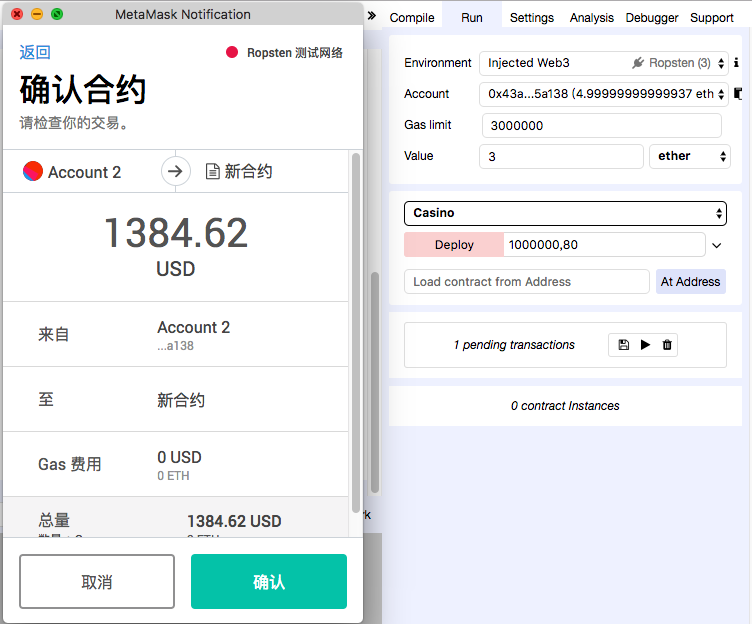 MetaMask Notification
返回
Ropsten 测试网络
确认合约
请检查你的交易。
Account 2
新合约
1384.62
USD
来自
Account 2
...a138
至
新合约
Gas 费用
0 USD
0 ETH
总量
1384.62 USD
取消
确认
»
Compile
Run
Settings
Analysis
Debugger
Support
Environment
Injected Web3
Ropsten (3)
Account
0x43a...5a138 (4.99999999999937 eth
Gas limit
3000000
Value
3
ether
Casino
Deploy
1000000,80
Load contract from Address
At Address
1 pending transactions
0 contract Instances